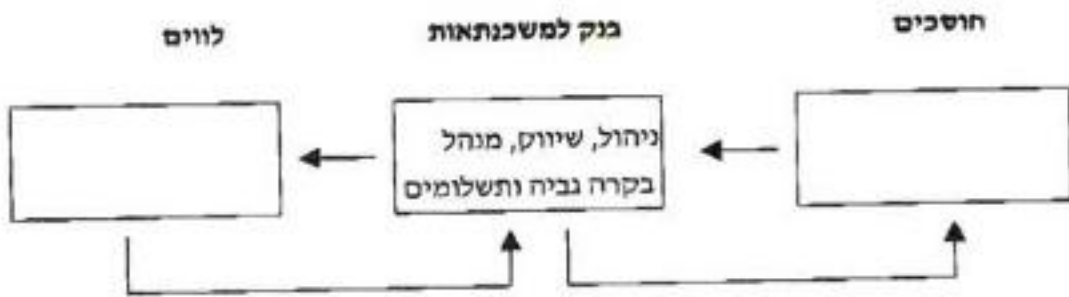 חוסכים
בנק למשכנתאות
לווים
ניהול, שיווק, מנהל
בקרה גביה ותשלומים